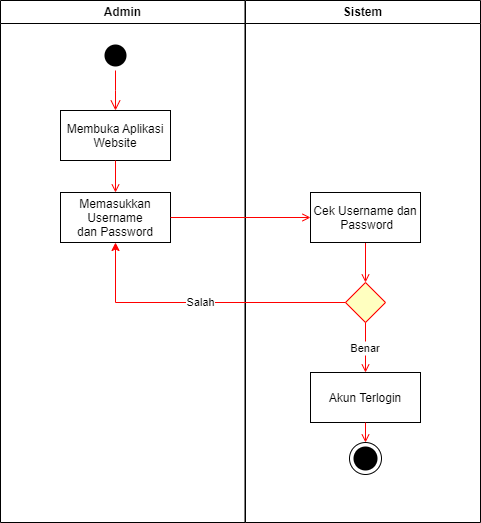 Admin
Sistem
Membuka Aplikasi
Website
Memasukkan
Username
dan Password
Cek Username dan
Password
Salah
Benar
Akun Terlogin